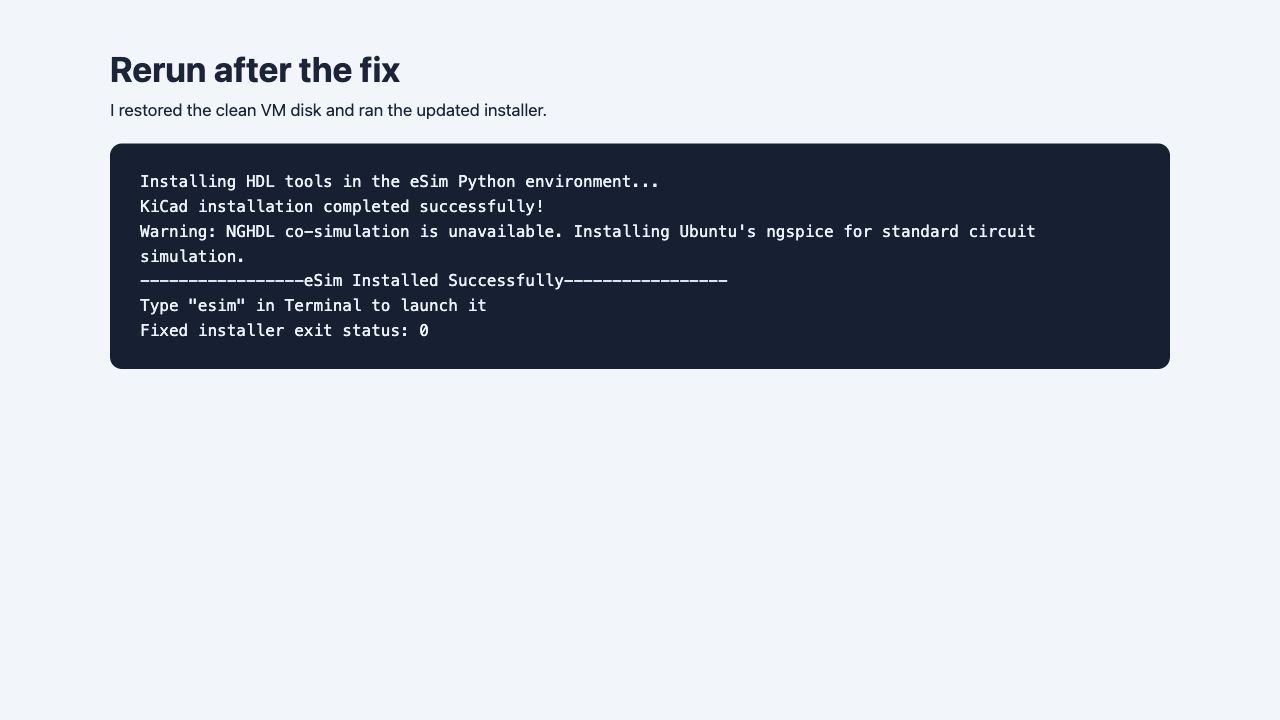 Rerun after the fix
I restored the clean VM disk and ran the updated installer.
Installing HDL tools in the eSim Python environment...
KiCad installation completed successfully!
Warning: NGHDL co-simulation is unavailable. Installing Ubuntu's ngspice for standard circuit
simulation.
-----------------eSim Installed Successfully-----------------
Type "esim" in Terminal to launch it
Fixed installer exit status: 0